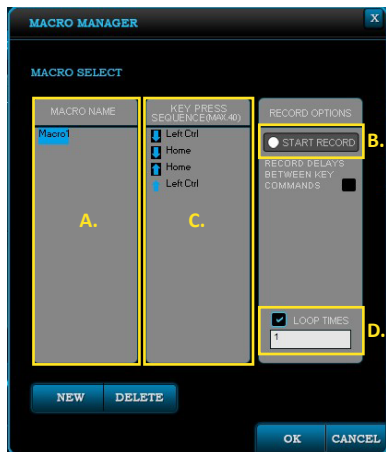 MACRO MANAGER
X
MACRO SELECT
MACRO NAME
KEY PRESS
SEQUENCE(MAX.40)
RECORD OPTIONS
Macro1
Left Ctrl
Home
Home
Left Ctrl
START RECORD
B.
RECORD DELAYS
BETWEEN KEY
COMMANDS
A.
C.
LOOP TIMES
1
D.
NEW
DELETE
OK
CANCEL